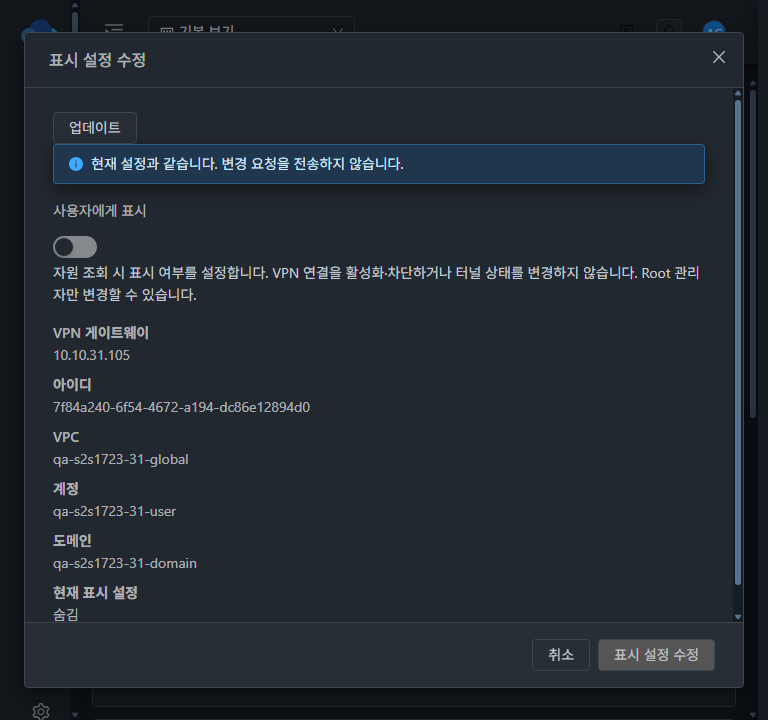 기본 보기
AC
표시 설정 수정
업데이트
현재 설정과 같습니다. 변경 요청을 전송하지 않습니다.
사용자에게 표시
자원 조회 시 표시 여부를 설정합니다. VPN 연결을 활성화·차단하거나 터널 상태를 변경하지 않습니다. Root 관리
자만 변경할 수 있습니다.
VPN 게이트웨이
10.10.31.105
아이디
7f84a240-6f54-4672-a194-dc86e12894d0
VPC
qa-s2s1723-31-global
계정
qa-s2s1723-31-user
도메인
qa-s2s1723-31-domain
현재 표시 설정
숨김
취소
표시 설정 수정